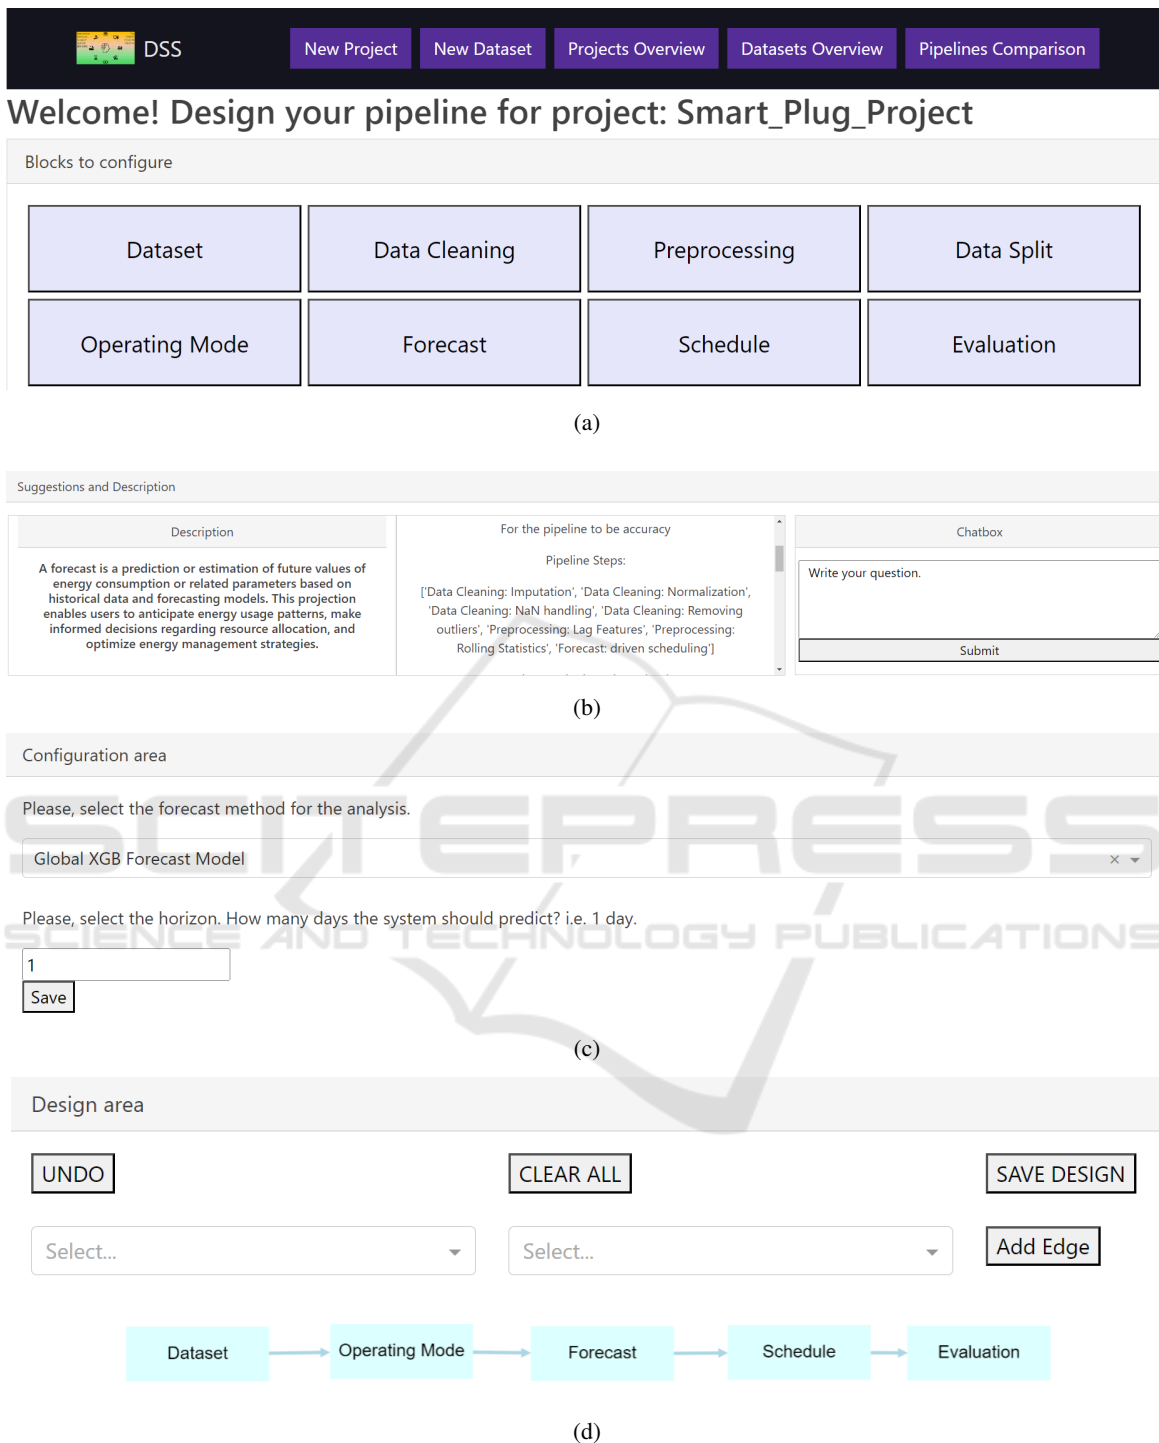 DSS
New Project
New Dataset
Projects Overview
Datasets Overview
Pipelines Comparison
Welcome! Design your pipeline for project: Smart_Plug_Project
Blocks to configure
Dataset
Data Cleaning
Preprocessing
Data Split
Operating Mode
Forecast
Schedule
Evaluation
(a)
Suggestions and Description
Description
A forecast is a prediction or estimation of future values of
energy consumption or related parameters based on
historical data and forecasting models. This projection
enables users to anticipate energy usage patterns, make
informed decisions regarding resource allocation, and
optimize energy management strategies.
For the pipeline to be accuracy
Pipeline Steps:
['Data Cleaning: Imputation', 'Data Cleaning: Normalization',
'Data Cleaning: NaN handling', 'Data Cleaning: Removing
outliers', 'Preprocessing: Lag Features', 'Preprocessing:
Rolling Statistics', 'Forecast: driven scheduling']
Chatbox
Write your question.
Submit
(b)
Configuration area
Please, select the forecast method for the analysis.
SCITEPRESS
Global XGB Forecast Model
Please, select the horizon. How many days the system should predict? i.e. 1 day.
SCIENCE AND TECHNOLOGY PUBLICATIONS
1
Save
(c)
Design area
UNDO
CLEAR ALL
SAVE DESIGN
Select...
Select...
Add Edge
Dataset
Operating Mode
Forecast
Schedule
Evaluation
(d)